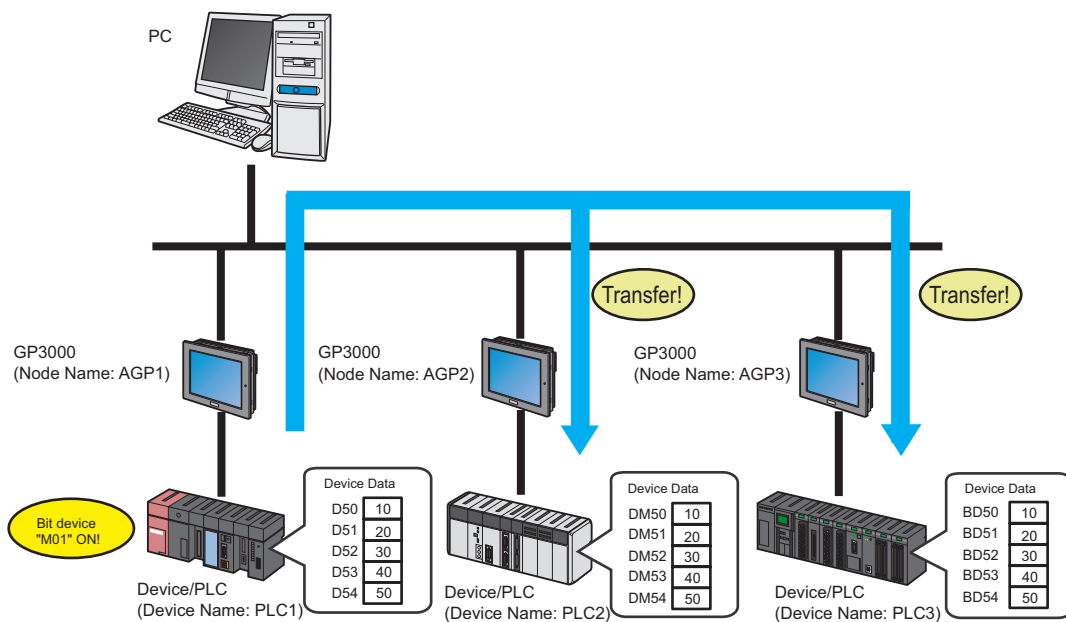 PC
Transfer!
Transfer!
GP3000
(Node Name: AGP1)
GP3000
(Node Name: AGP2)
GP3000
(Node Name: AGP3)
Bit device
"M01" ON!
Device Data
D50 10
D51 20
D52 30
D53 40
D54 50
Device/PLC
(Device Name: PLC1)
Device Data
DM50 10
DM51 20
DM52 30
DM53 40
DM54 50
Device/PLC
(Device Name: PLC2)
Device Data
BD50 10
BD51 20
BD52 30
BD53 40
BD54 50
Device/PLC
(Device Name: PLC3)